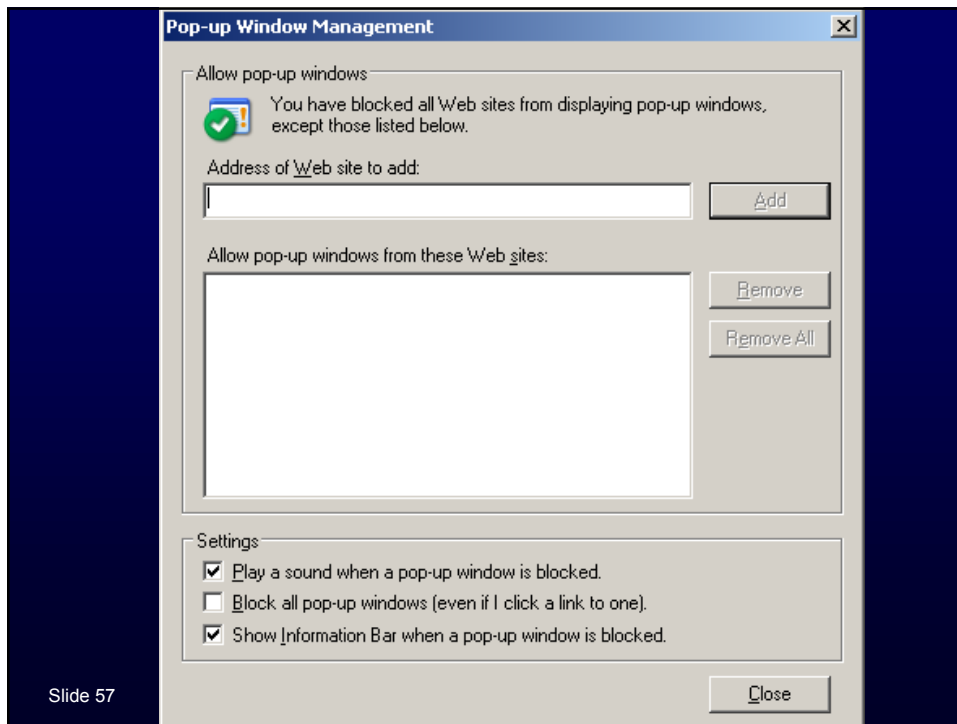 Pop-up Window Management
Allow pop-up windows
You have blocked all Web sites from displaying pop-up windows,
except those listed below.
Address of Web site to add:
Add
Allow pop-up windows from these Web sites:
Remove
Remove All
Settings
Play a sound when a pop-up window is blocked.
Block all pop-up windows (even if I click a link to one).
Show Information Bar when a pop-up window is blocked.
Slide 57
Close